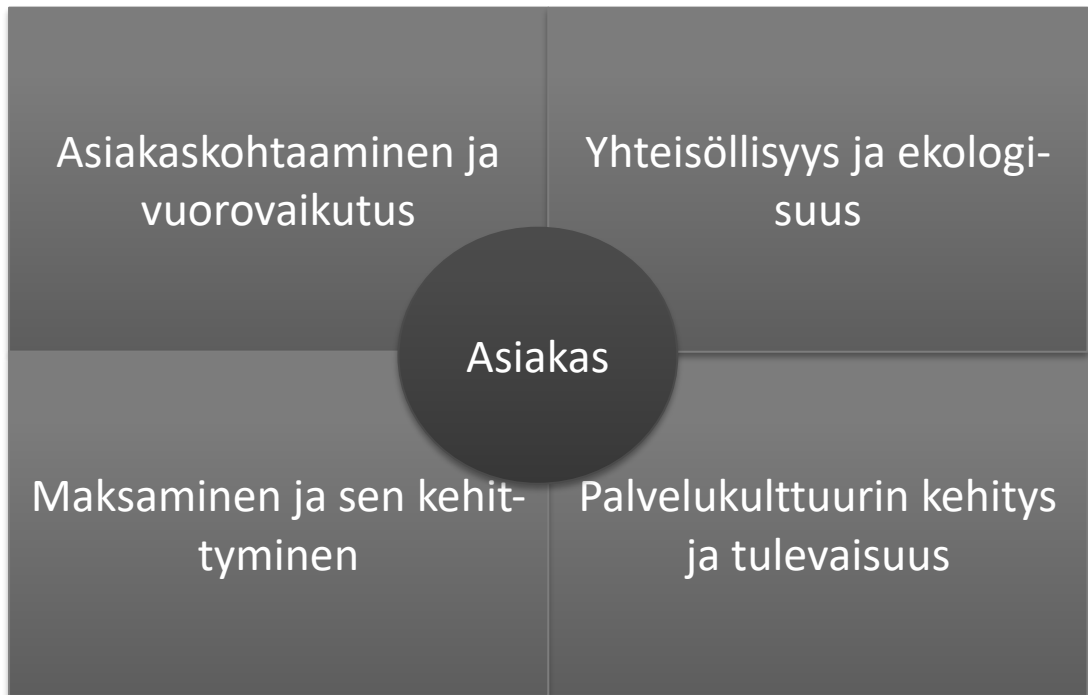 Asiakaskohtaaminen ja
vuorovaikutus
Yhteisöllisyys ja ekologi-
suus
Asiakas
Maksaminen ja sen kehit-
tyminen
Palvelukulttuurin kehitys
ja tulevaisuus